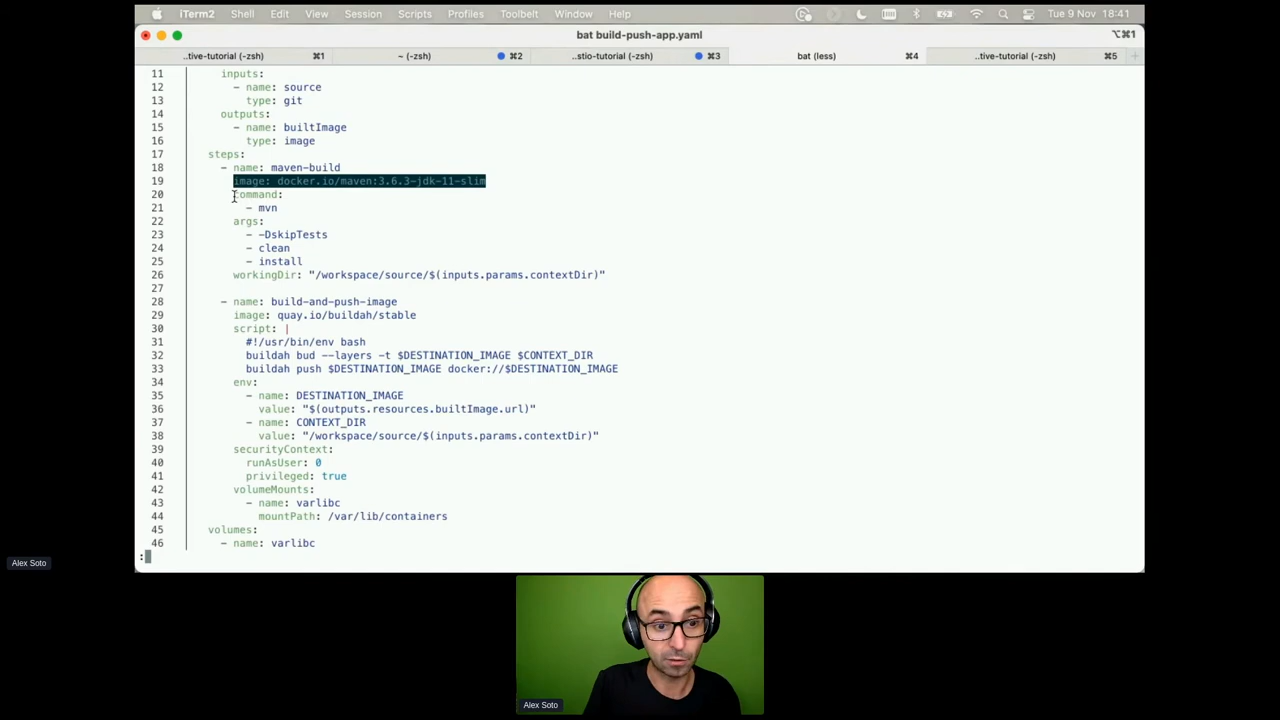 iTerm2 Shell Edit View Session Scripts Profiles Toolbelt Window Help Tue 9 Nov 18:41
bat build-push-app.yaml ⌥⌘1
..tive-tutorial (-zsh) ⌘1 ~ (-zsh) ⌘2 ..stio-tutorial (-zsh) ⌘3 bat (less) ⌘4 ..tive-tutorial (-zsh) ⌘5
11 inputs:
12 - name: source
13 type: git
14 outputs:
15 - name: builtImage
16 type: image
17 steps:
18 - name: maven-build
19 image: docker.io/maven:3.6.3-jdk-11-slim
20 command:
21 - mvn
22 args:
23 - -DskipTests
24 - clean
25 - install
26 workingDir: "/workspace/source/$(inputs.params.contextDir)"
27
28 - name: build-and-push-image
29 image: quay.io/buildah/stable
30 script: |
31 #!/usr/bin/env bash
32 buildah bud --layers -t $DESTINATION_IMAGE $CONTEXT_DIR
33 buildah push $DESTINATION_IMAGE docker://$DESTINATION_IMAGE
34 env:
35 - name: DESTINATION_IMAGE
36 value: "$(outputs.resources.builtImage.url)"
37 - name: CONTEXT_DIR
38 value: "/workspace/source/$(inputs.params.contextDir)"
39 securityContext:
40 runAsUser: 0
41 privileged: true
42 volumeMounts:
43 - name: varlibc
44 mountPath: /var/lib/containers
45 volumes:
46 - name: varlibc
:
Alex Soto
Alex Soto